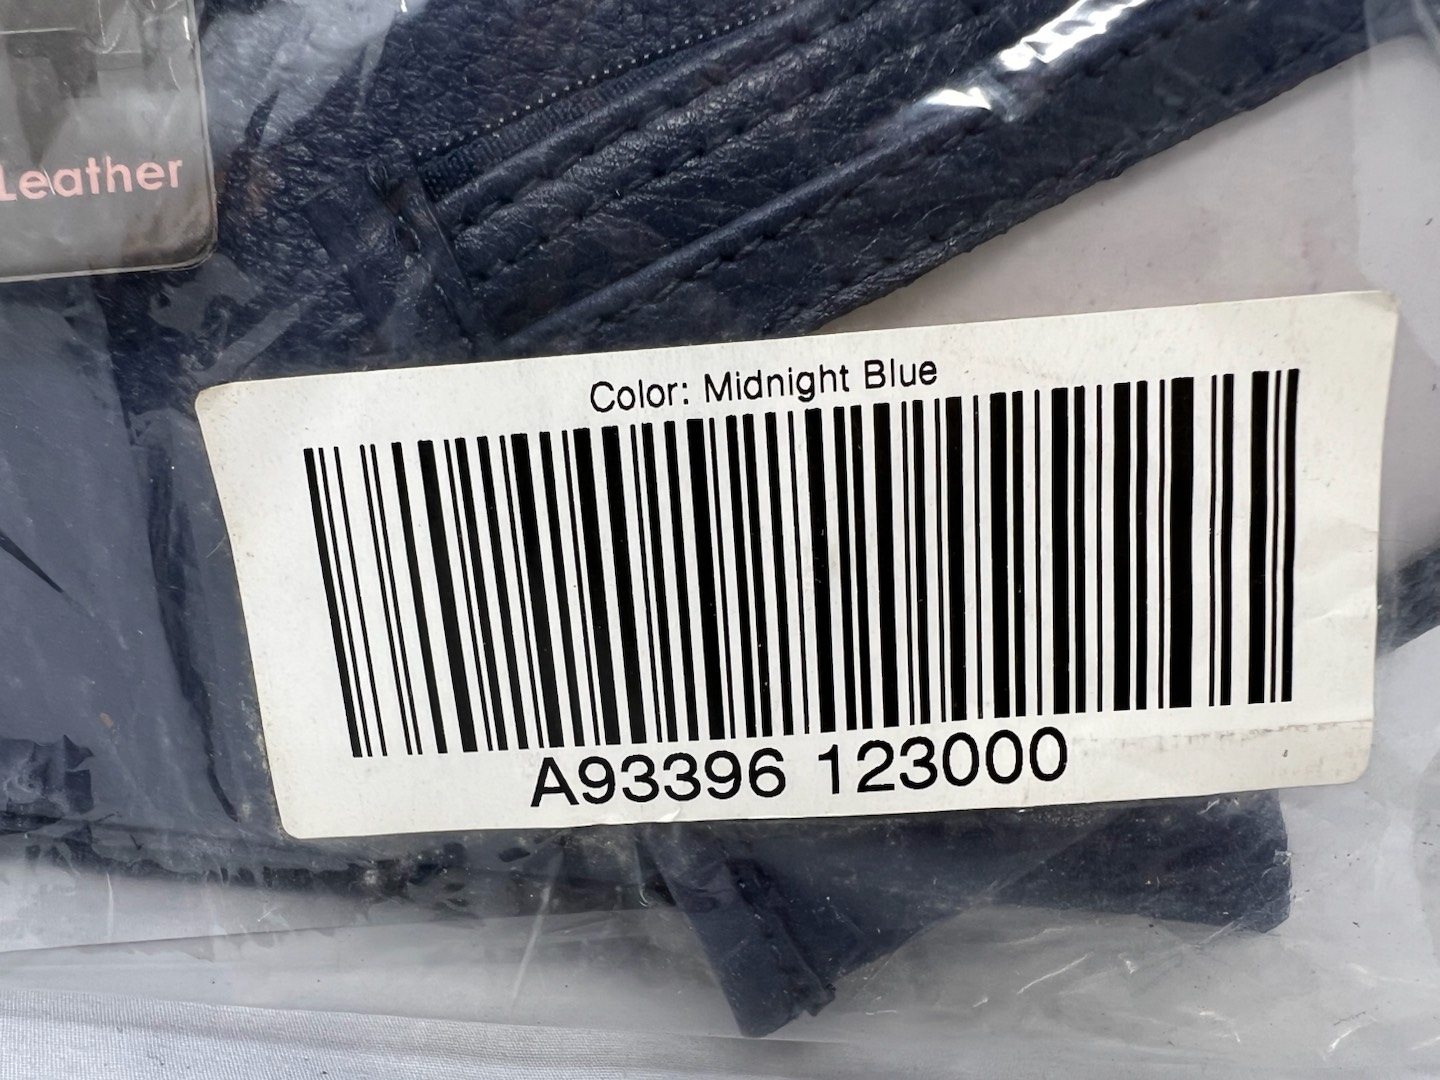 Leather
Color: Midnight Blue
A93396 123000